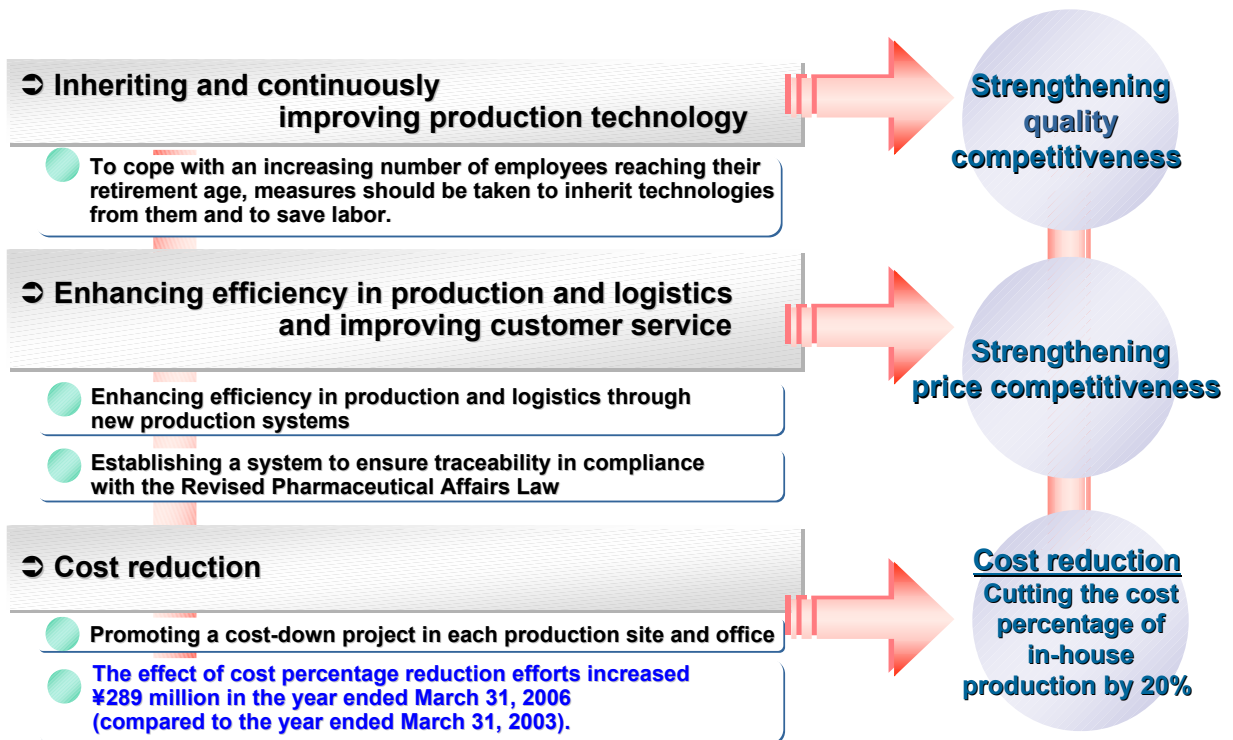 ➲ Inheriting and continuously
improving production technology
To cope with an increasing number of employees reaching their
retirement age, measures should be taken to inherit technologies
from them and to save labor.
Strengthening
quality
competitiveness
➲ Enhancing efficiency in production and logistics
and improving customer service
Enhancing efficiency in production and logistics through
new production systems
Establishing a system to ensure traceability in compliance
with the Revised Pharmaceutical Affairs Law
Strengthening
price competitiveness
➲ Cost reduction
Promoting a cost-down project in each production site and office
The effect of cost percentage reduction efforts increased
¥289 million in the year ended March 31, 2006
(compared to the year ended March 31, 2003).
Cost reduction
Cutting the cost
percentage of
in-house
production by 20%